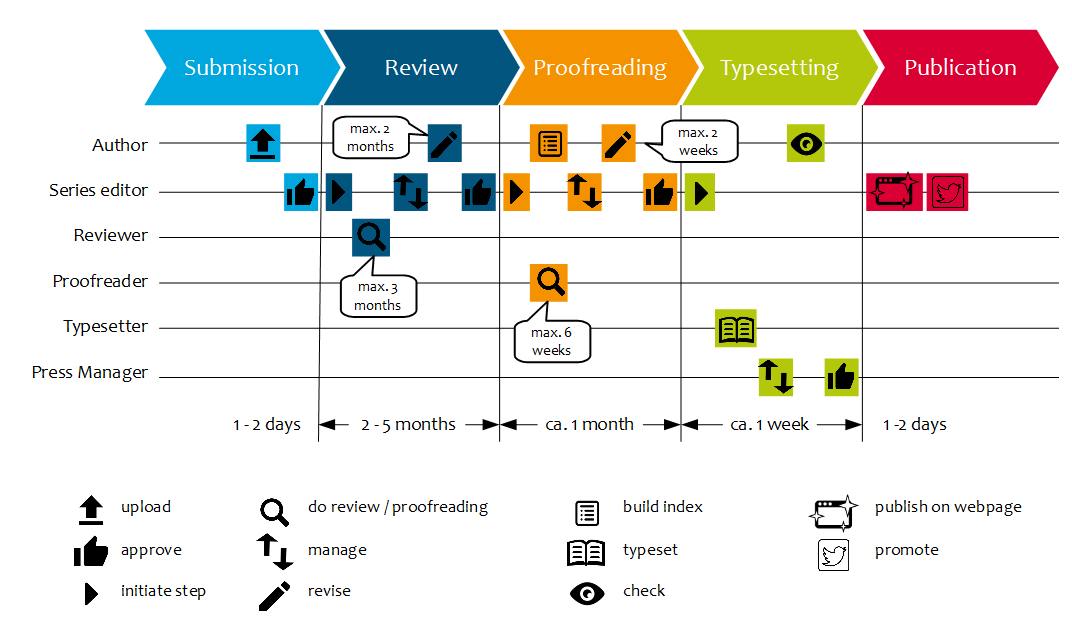 Submission
Review
Proofreading
Typesetting
Publication
Author
max. 2
months
max. 2
weeks
Series editor
Reviewer
max. 3
months
Proofreader
max. 6
weeks
Typesetter
Press Manager
1 - 2 days
2 - 5 months
ca. 1 month
ca. 1 week
1 -2 days
upload
do review / proofreading
build index
publish on webpage
approve
manage
typeset
promote
initiate step
revise
check